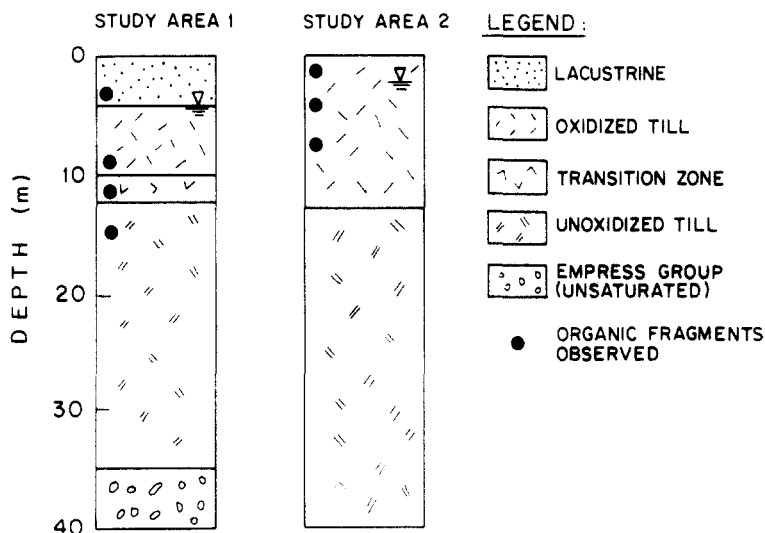 STUDY AREA 1
STUDY AREA 2
LEGEND:
0
10
20
30
40
DEPTH (m)
LACUSTRINE
OXIDIZED TILL
TRANSITION ZONE
UNOXIDIZED TILL
EMPRESS GROUP
(UNSATURATED)
ORGANIC FRAGMENTS
OBSERVED